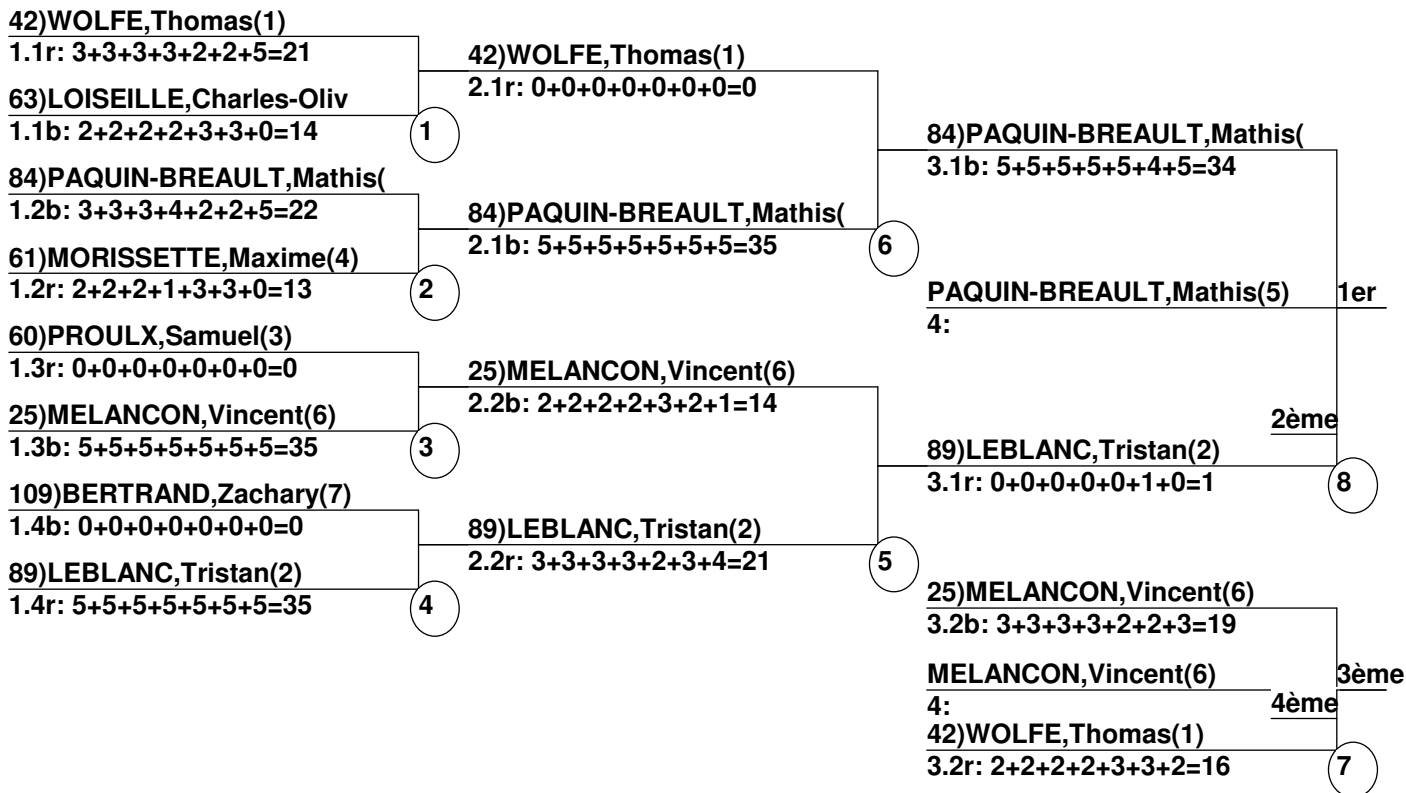 42)WOLFE,Thomas(1)
1.1r: 3+3+3+3+2+2+5=21
63)LOISEILLE,Charles-Oliv
1.1b: 2+2+2+2+3+3+0=14
1
84)PAQUIN-BREAULT,Mathis(
1.2b: 3+3+3+4+2+2+5=22
61)MORISSETTE,Maxime(4)
1.2r: 2+2+2+1+3+3+0=13
2
60)PROULX,Samuel(3)
1.3r: 0+0+0+0+0+0+0=0
25)MELANCON,Vincent(6)
1.3b: 5+5+5+5+5+5+5=35
3
109)BERTRAND,Zachary(7)
1.4b: 0+0+0+0+0+0+0=0
89)LEBLANC,Tristan(2)
1.4r: 5+5+5+5+5+5+5=35
4
42)WOLFE,Thomas(1)
2.1r: 0+0+0+0+0+0+0=0
84)PAQUIN-BREAULT,Mathis(
2.1b: 5+5+5+5+5+5+5=35
6
25)MELANCON,Vincent(6)
2.2b: 2+2+2+2+3+2+1=14
89)LEBLANC,Tristan(2)
2.2r: 3+3+3+3+2+3+4=21
5
84)PAQUIN-BREAULT,Mathis(
3.1b: 5+5+5+5+5+4+5=34
PAQUIN-BREAULT,Mathis(5) 1er
4:
2ème
89)LEBLANC,Tristan(2)
3.1r: 0+0+0+0+0+1+0=1
8
25)MELANCON,Vincent(6)
3.2b: 3+3+3+3+2+2+3=19
MELANCON,Vincent(6) 3ème
4: 4ème
42)WOLFE,Thomas(1)
3.2r: 2+2+2+2+3+3+2=16
7